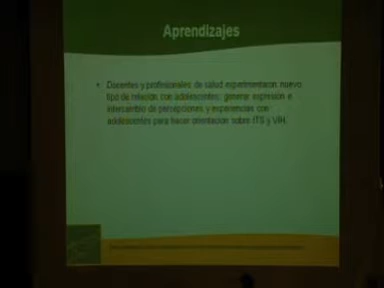 Aprendizajes
• Docentes y profesionales de salud experimentaron nuevo
tipo de relación con adolescentes; generar expresión e
intercambio de percepciones y experiencias con
adolescentes para hacer orientación sobre ITS y VIH.